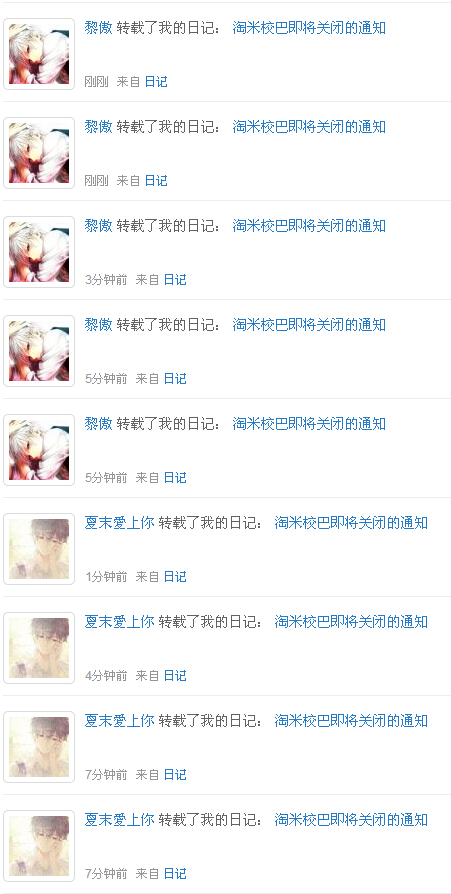 黎傲 转载了我的日记： 淘米校巴即将关闭的通知
刚刚 来自 日记
黎傲 转载了我的日记： 淘米校巴即将关闭的通知
刚刚 来自 日记
黎傲 转载了我的日记： 淘米校巴即将关闭的通知
3分钟前 来自 日记
黎傲 转载了我的日记： 淘米校巴即将关闭的通知
5分钟前 来自 日记
黎傲 转载了我的日记： 淘米校巴即将关闭的通知
5分钟前 来自 日记
夏末愛上你 转载了我的日记： 淘米校巴即将关闭的通知
1分钟前 来自 日记
夏末愛上你 转载了我的日记： 淘米校巴即将关闭的通知
4分钟前 来自 日记
夏末愛上你 转载了我的日记： 淘米校巴即将关闭的通知
7分钟前 来自 日记
夏末愛上你 转载了我的日记： 淘米校巴即将关闭的通知
7分钟前 来自 日记